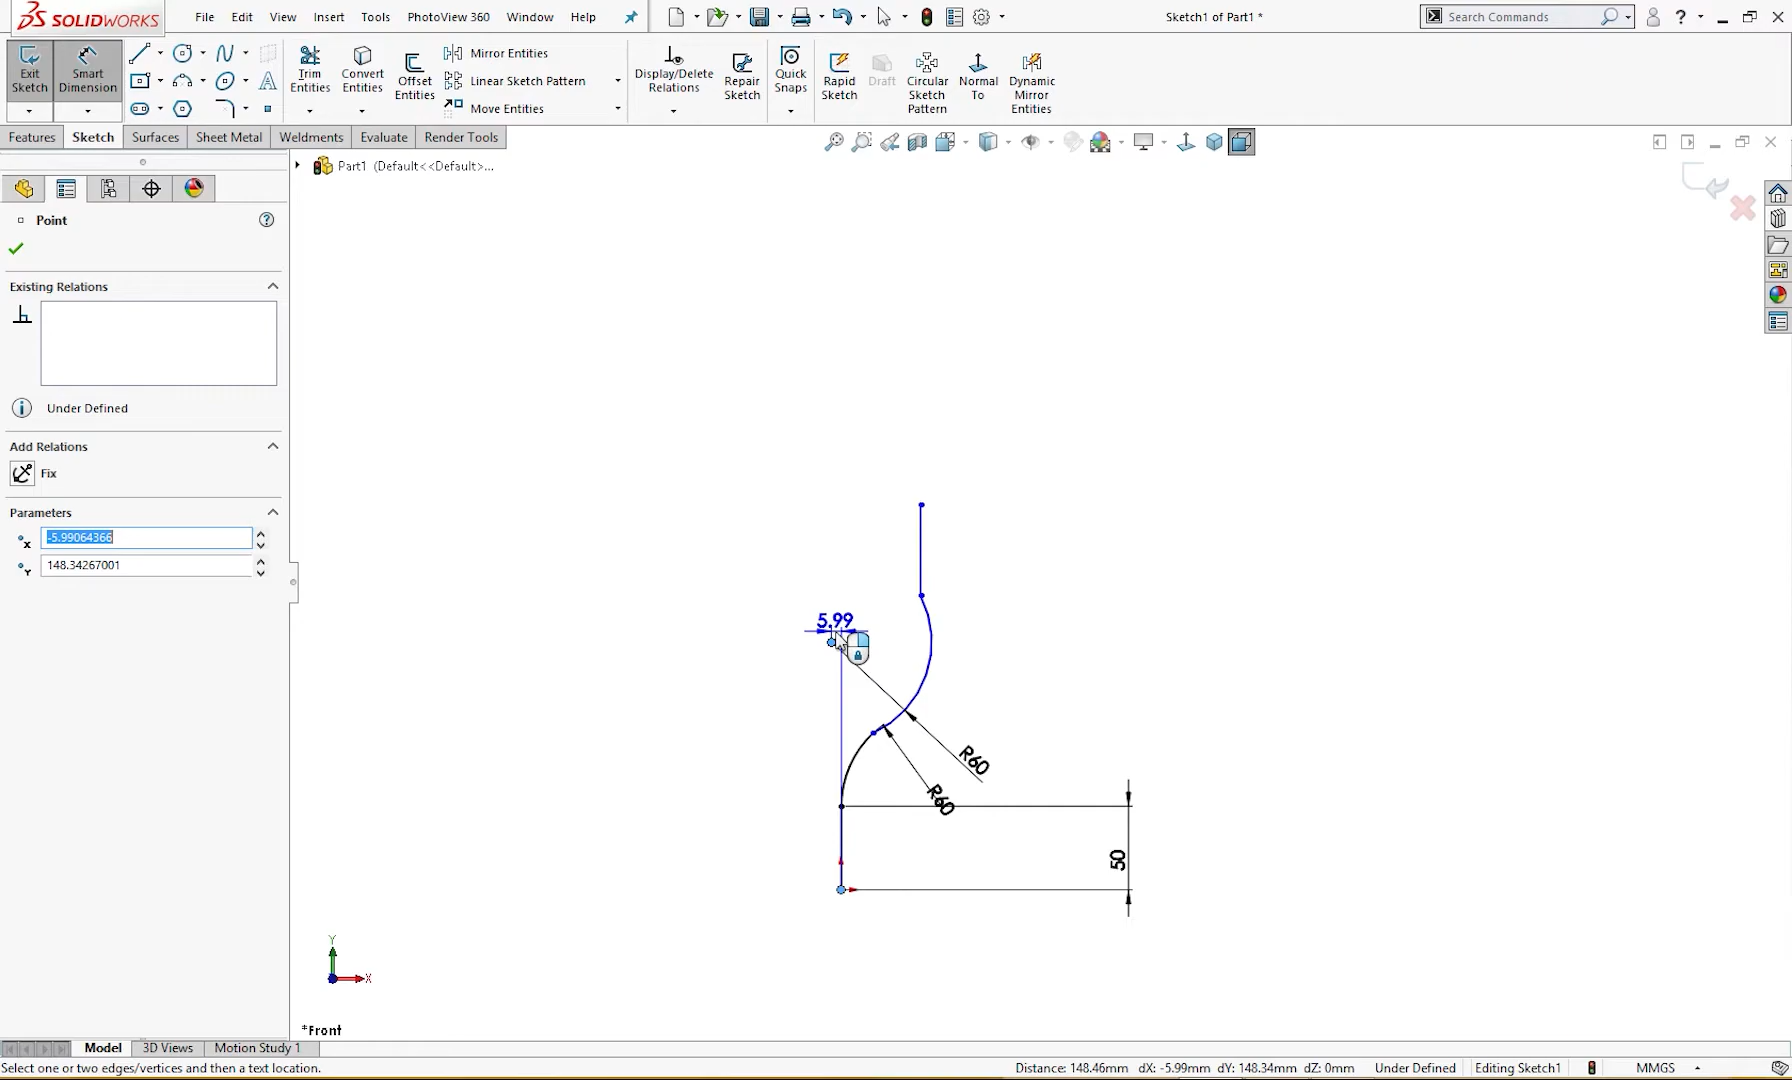 SOLIDWORKS File Edit View Insert Tools PhotoView 360 Window Help Sketch1 of Part1 * Search Commands
Exit Sketch
Smart Dimension
Trim Entities
Convert Entities
Offset Entities
Mirror Entities
Linear Sketch Pattern
Move Entities
Display/Delete Relations
Repair Sketch
Quick Snaps
Rapid Sketch
Draft
Circular Sketch Pattern
Normal To
Dynamic Mirror Entities
Features Sketch Surfaces Sheet Metal Weldments Evaluate Render Tools
Part1 (Default<<Default>...
Point
Existing Relations
Under Defined
Add Relations
Fix
Parameters
X -5.99064366
Y 148.34267001
5.99
R60
R60
50
Y
X
*Front
Model 3D Views Motion Study 1
Select one or two edges/vertices and then a text location. Distance: 148.46mm dX: -5.99mm dY: 148.34mm dZ: 0mm Under Defined Editing Sketch1 MMGS